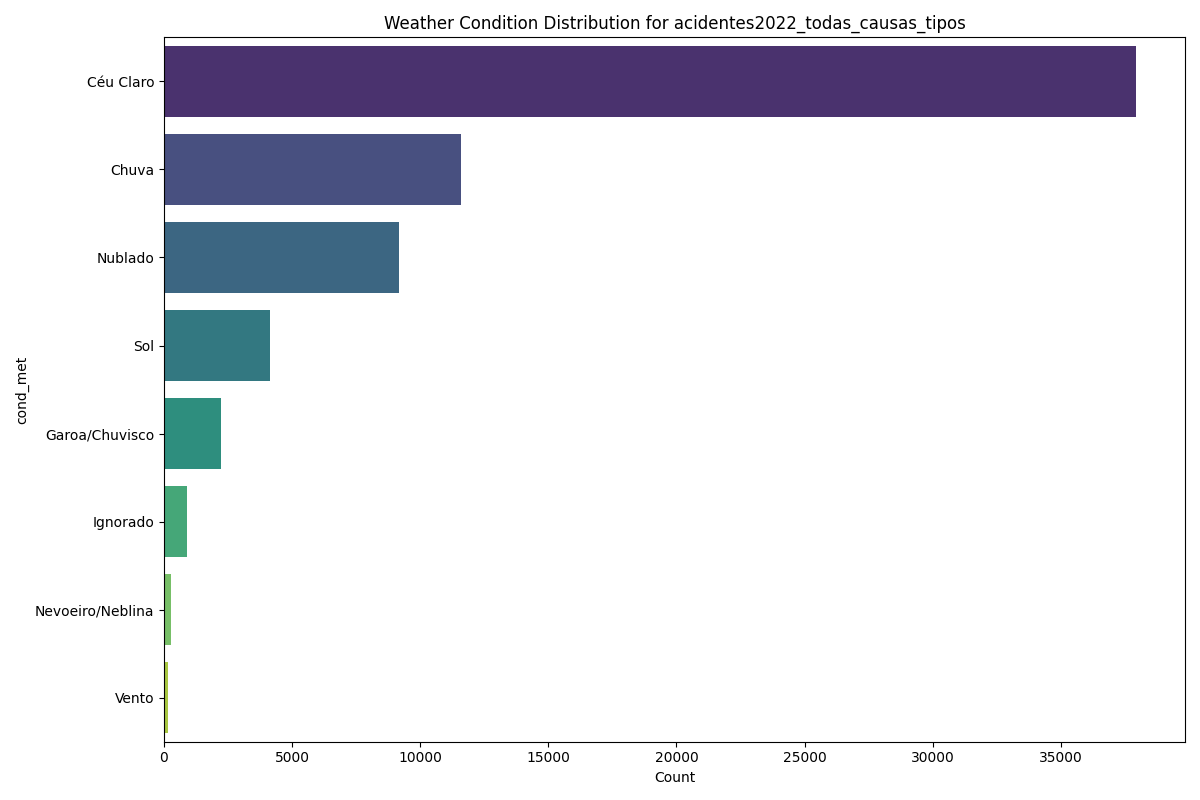 Weather Condition Distribution for acidentes2022_todas_causas_tipos
cond_met
Céu Claro
Chuva
Nublado
Sol
Garoa/Chuvisco
Ignorado
Nevoeiro/Neblina
Vento
0 5000 10000 15000 20000 25000 30000 35000
Count